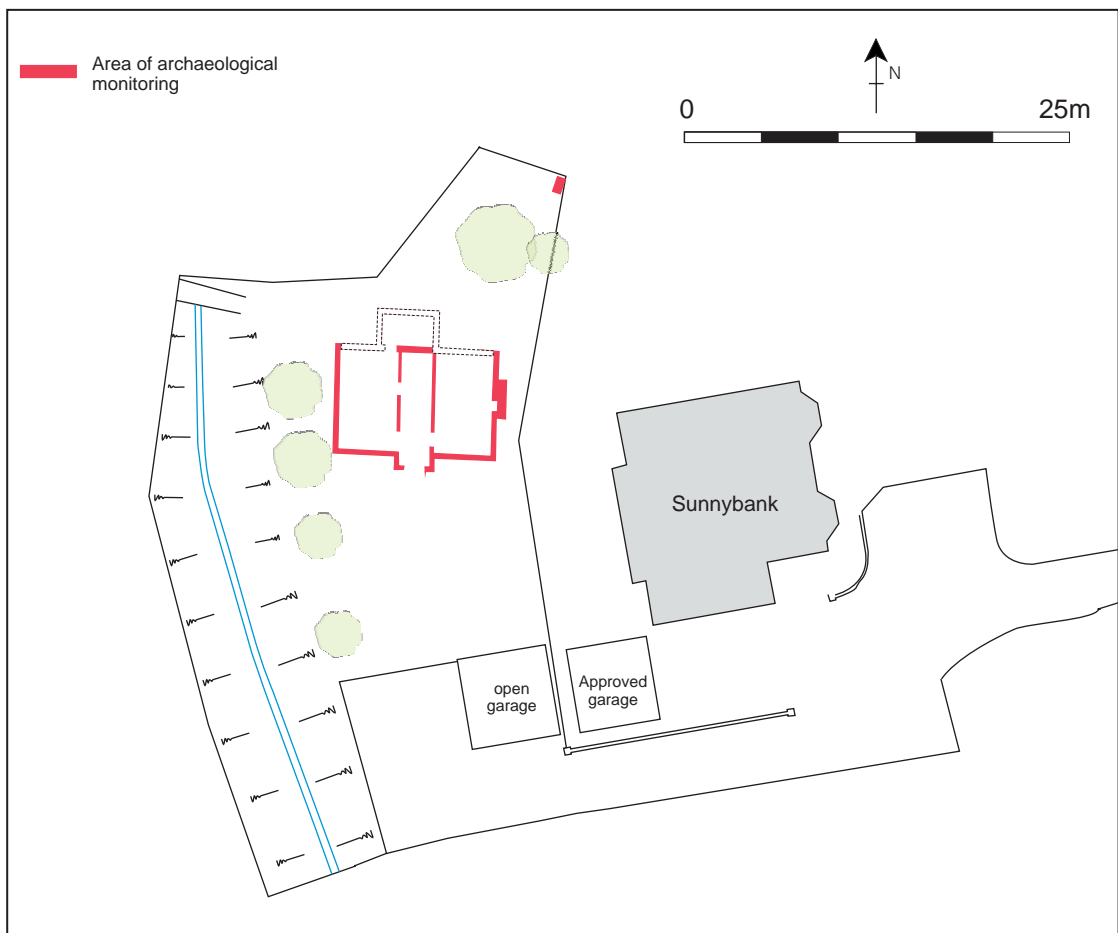 Area of archaeological
monitoring
N
0 25m
Sunnybank
open
garage
Approved
garage